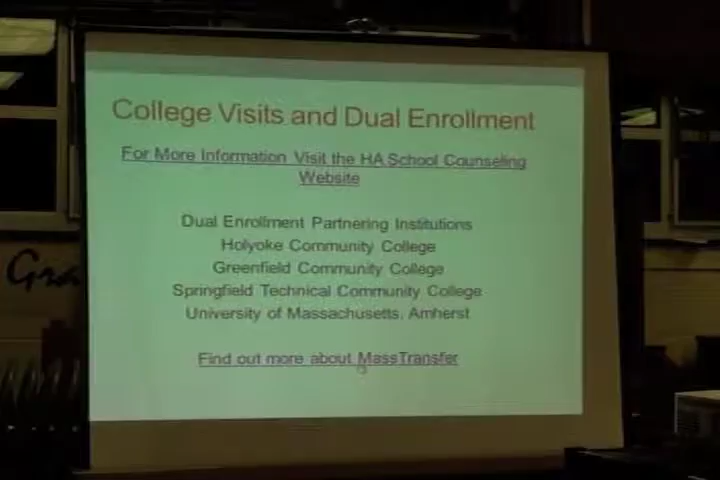 College Visits and Dual Enrollment
For More Information Visit the HA School Counseling
Website
Dual Enrollment Partnering Institutions
Holyoke Community College
Greenfield Community College
Springfield Technical Community College
University of Massachusetts, Amherst
Find out more about MassTransfer
Gra